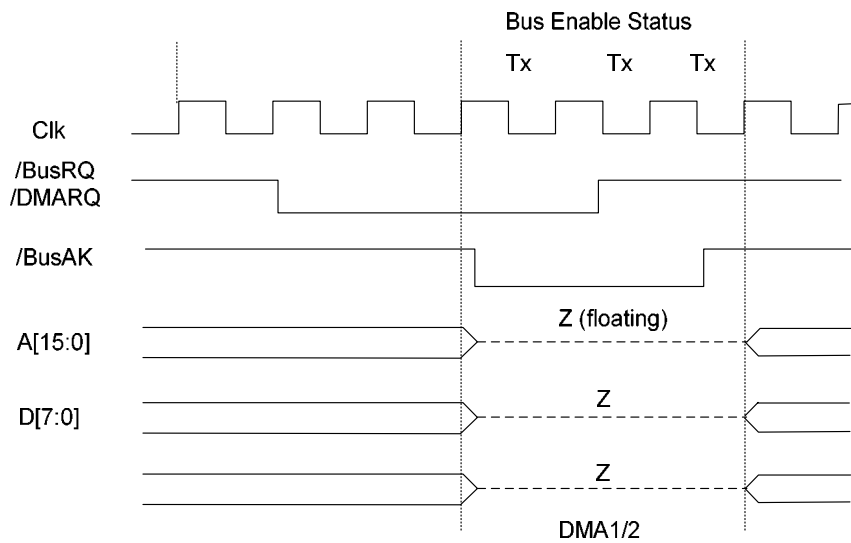 Bus Enable Status
Tx Tx Tx
Clk
/BusRQ
/DMARQ
/BusAK
Z (floating)
A[15:0]
Z
D[7:0]
Z
DMA1/2